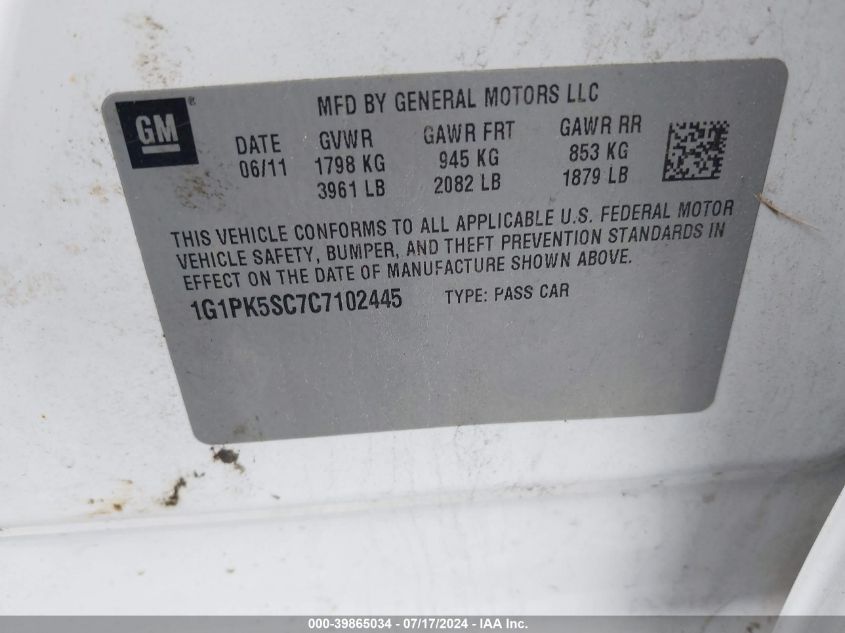 GM ®
MFD BY GENERAL MOTORS LLC
DATE GVWR GAWR FRT GAWR RR
06/11 1798 KG 945 KG 853 KG
3961 LB 2082 LB 1879 LB
THIS VEHICLE CONFORMS TO ALL APPLICABLE U.S. FEDERAL MOTOR
VEHICLE SAFETY, BUMPER, AND THEFT PREVENTION STANDARDS IN
EFFECT ON THE DATE OF MANUFACTURE SHOWN ABOVE.
1G1PK5SC7C7102445 TYPE: PASS CAR
000-39865034 - 07/17/2024 - IAA Inc.